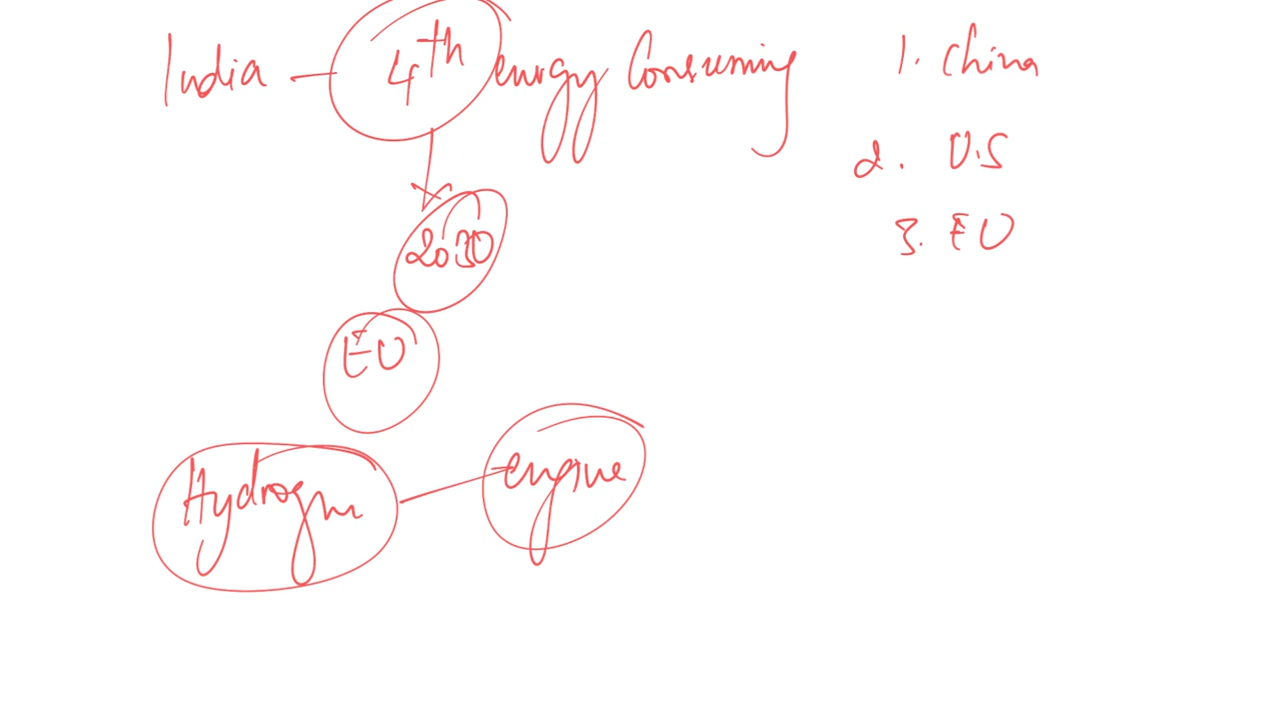 India - 4th energy Consuming
1. China
2. U.S
3. EU
2030
EU
Hydrogen - engine